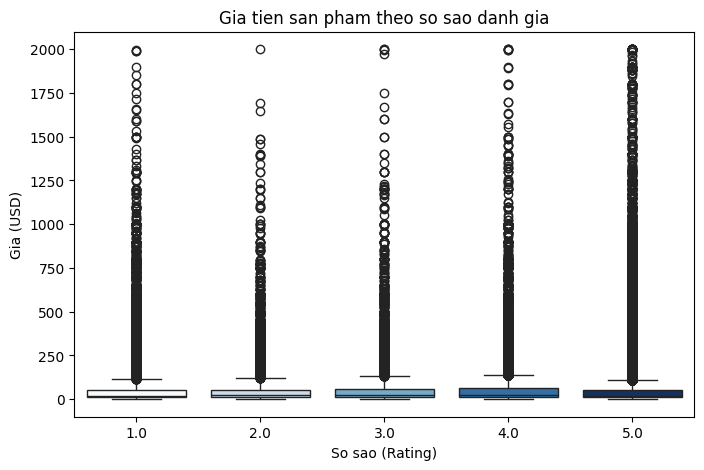 Gia tien san pham theo so sao danh gia
Gia (USD)
2000
1750
1500
1250
1000
750
500
250
0
1.0 2.0 3.0 4.0 5.0
So sao (Rating)